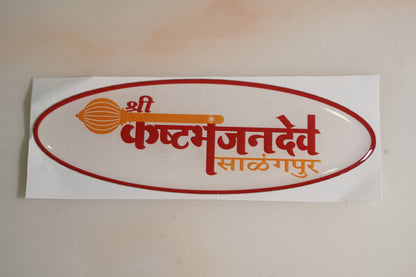 श्री
कष्टभंजनदेव
साळंगपुर